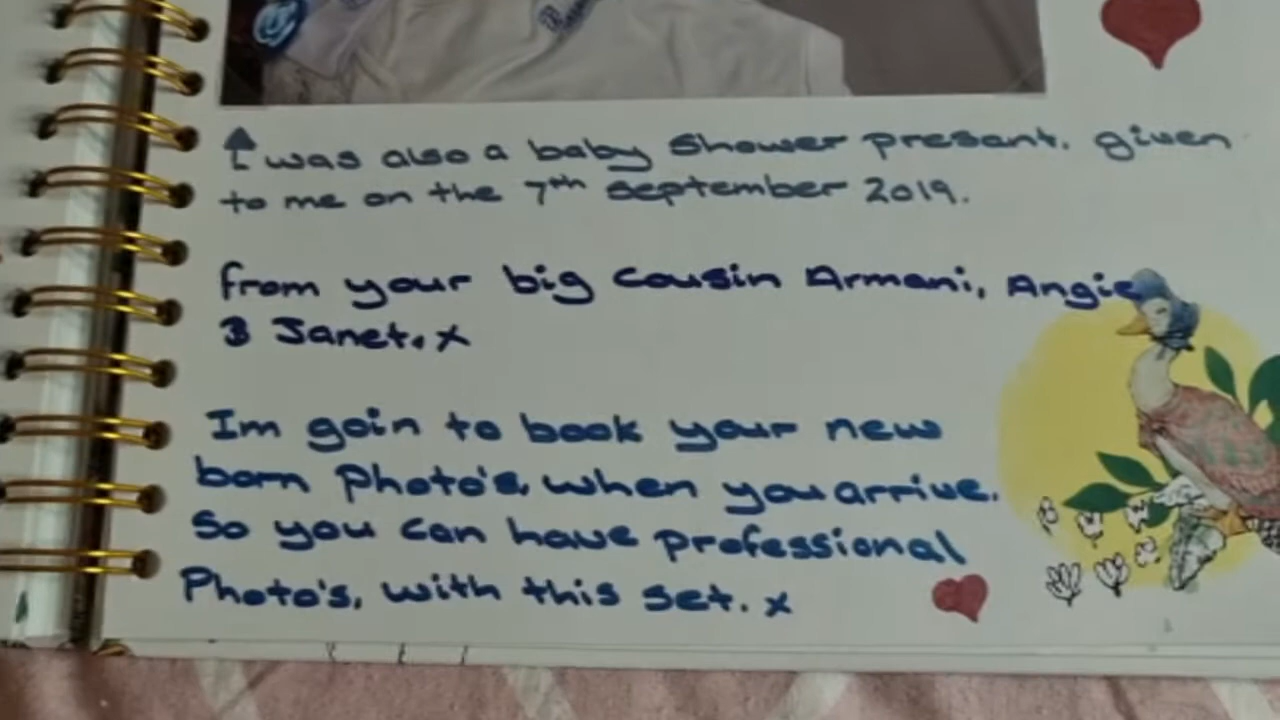 ↑ was also a baby shower presant. given
to me on the 7th september 2019.
from your big cousin Armani, Angie
& Janet. x
Im goin to book your new
born Photo's, when you arrive.
So you can have professional
Photo's, with this set. x